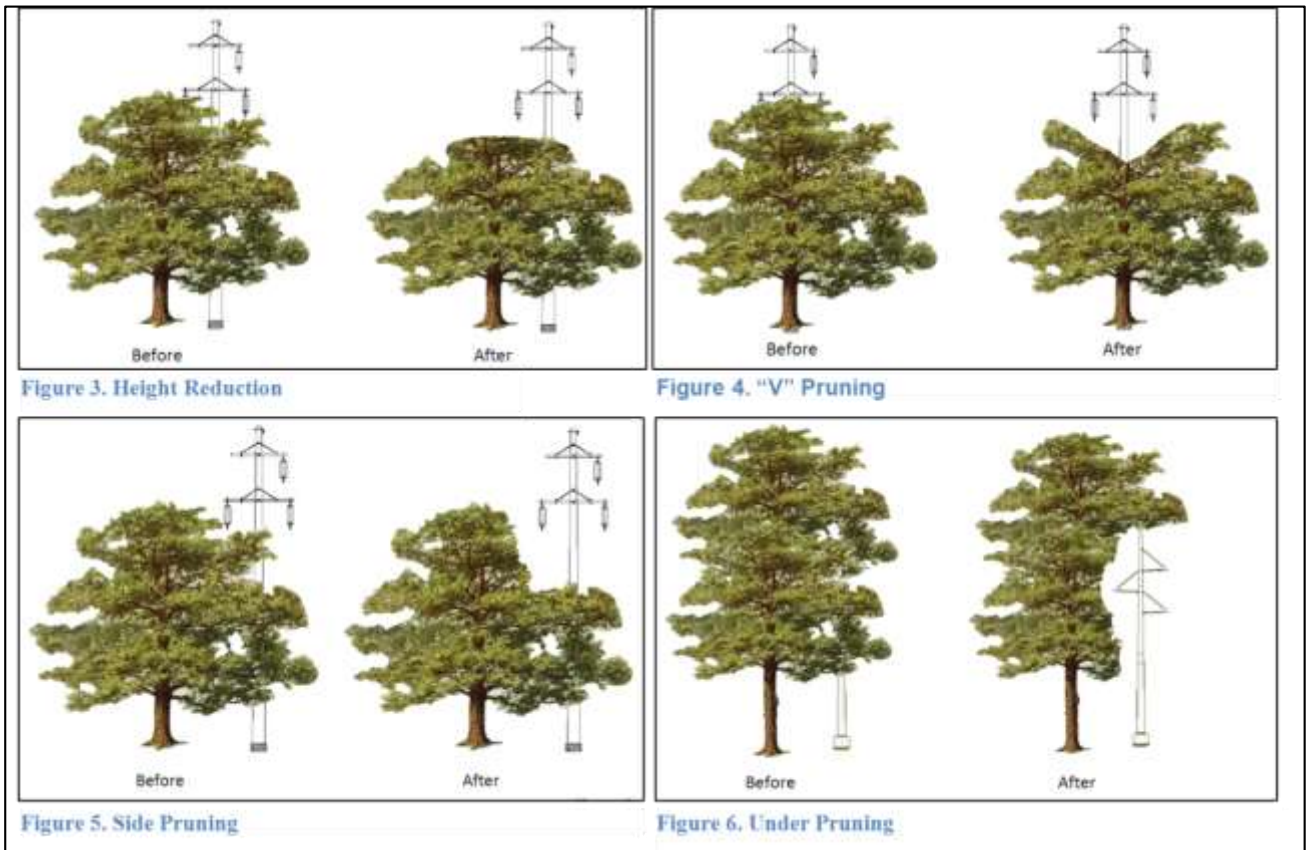 Before
After
Figure 3. Height Reduction
Before
After
Figure 4. “V” Pruning
Before
After
Figure 5. Side Pruning
Before
After
Figure 6. Under Pruning